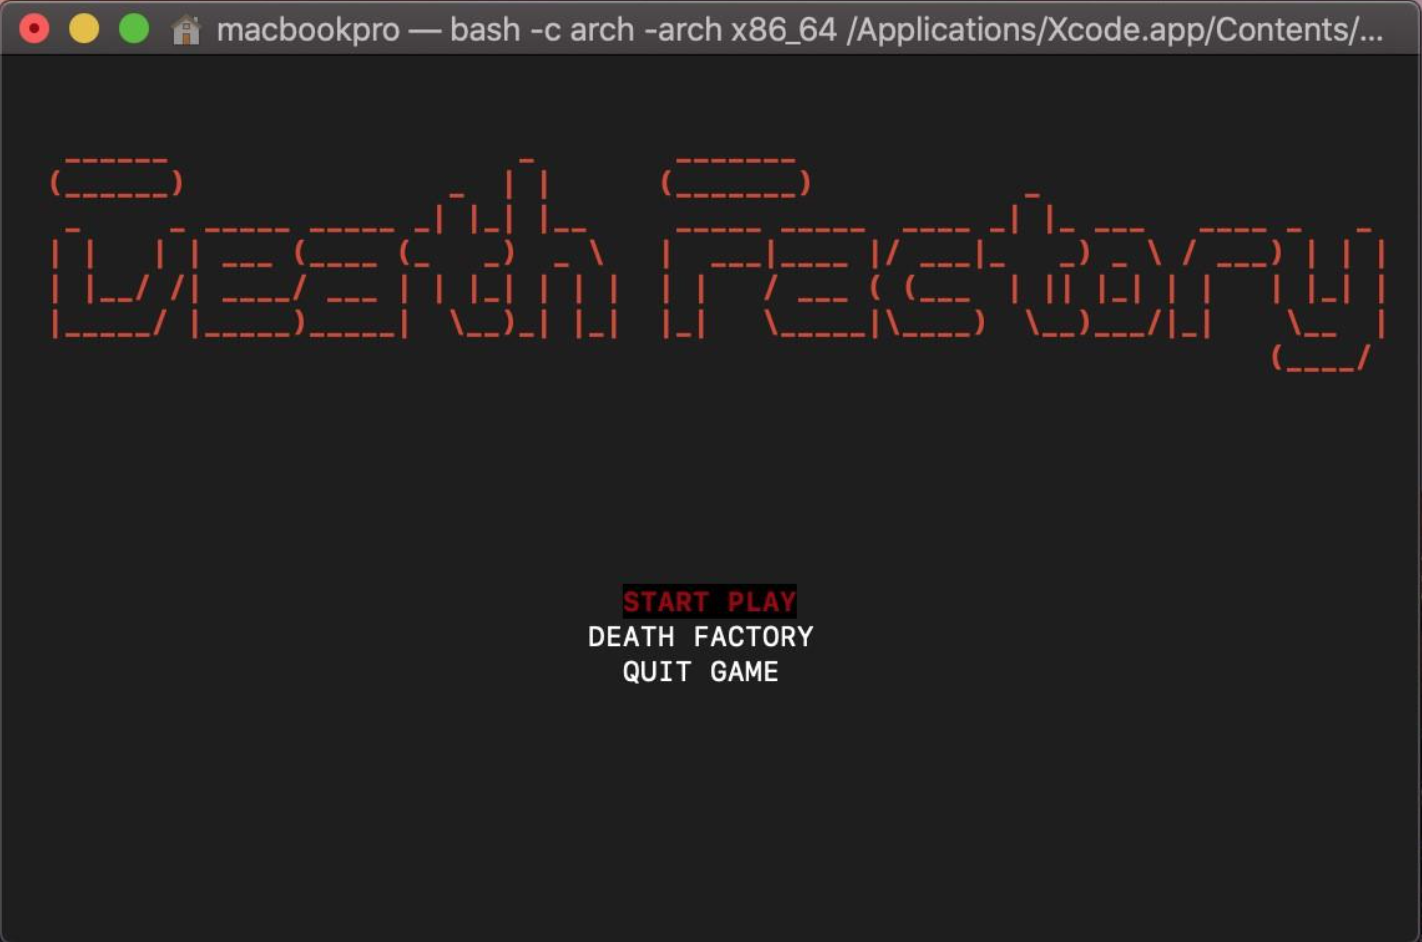 macbookpro — bash -c arch -arch x86_64 /Applications/Xcode.app/Contents/...
Death Factory
START PLAY
DEATH FACTORY
QUIT GAME